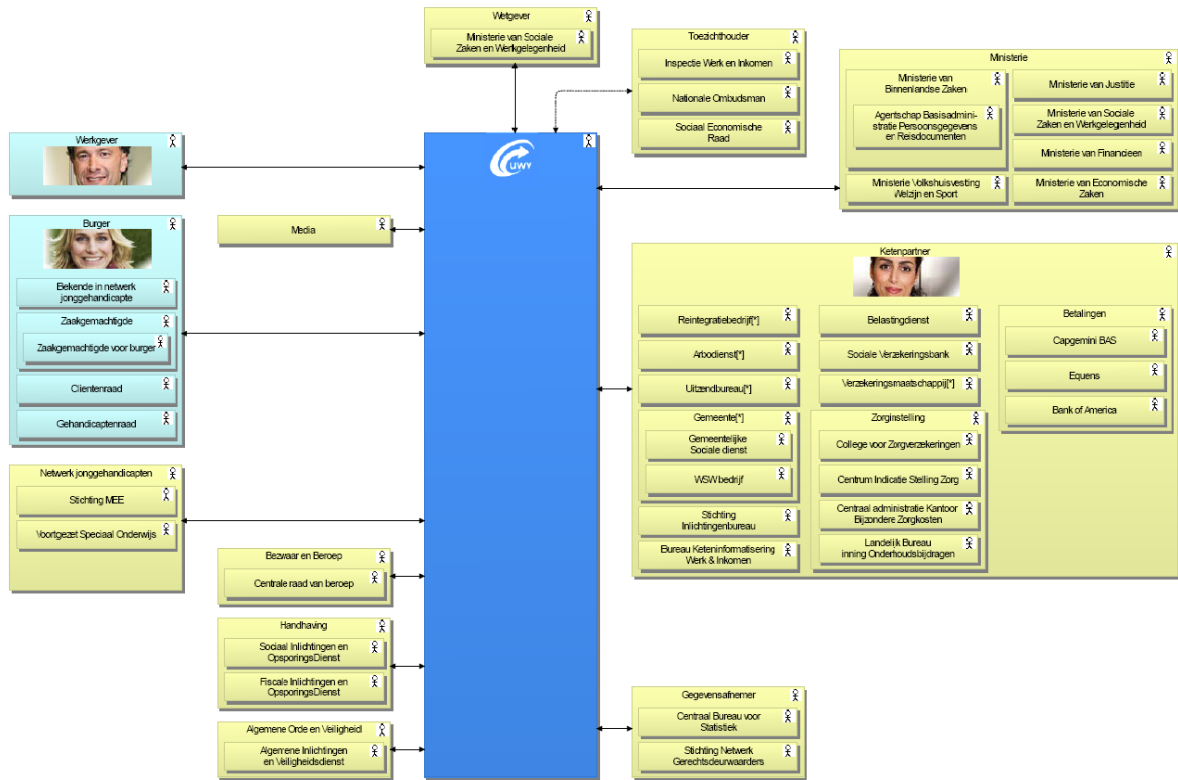 Wetgever
Ministerie van Sociale
Zaken en Werkgelegenheid
Toezichthouder
Inspectie Werk en Inkomen
Nationale Ombudsman
Sociaal Economische
Raad
Ministerie
Ministerie van
Binnenlandse Zaken
Agentschap Basisadmini-
stratie Persoonsgegevens
en Reisdocumenten
Ministerie Volkshuisvesting
Welzijn en Sport
Ministerie van Justitie
Ministerie van Sociale
Zaken en Werkgelegenheid
Ministerie van Financieen
Ministerie van Economische
Zaken
Werkgever
UWV
Burger
Bekende in netwerk
jonggehandicapte
Zaakgemachtigde
Zaakgemachtigde voor burger
Clientenraad
Gehandicaptenraad
Media
Ketenpartner
Reintegratiebedrijf[*]
Arbodienst[*]
Uitzendbureau[*]
Gemeente[*]
Gemeentelijke
Sociale dienst
WSW bedrijf
Stichting
Inlichtingenbureau
Bureau Keteninformatisering
Werk & Inkomen
Belastingdienst
Sociale Verzekeringsbank
Verzekeringsmaatschappij[*]
Zorginstelling
College voor Zorgverzekeringen
Centrum Indicatie Stelling Zorg
Centraal administratie Kantoor
Bijzondere Zorgkosten
Landelijk Bureau
inning Onderhoudsbijdragen
Betalingen
Capgemini BAS
Equens
Bank of America
Netwerk jonggehandicapten
Stichting MEE
Voortgezet Speciaal Onderwijs
Bezwaar en Beroep
Centrale raad van beroep
Handhaving
Sociaal Inlichtingen en
OpsporingsDienst
Fiscale Inlichtingen en
OpsporingsDienst
Algemene Orde en Veiligheid
Algemene Inlichtingen
en Veiligheidsdienst
Gegevensafnemer
Centraal Bureau voor
Statistiek
Stichting Netwerk
Gerechtsdeurwaarders